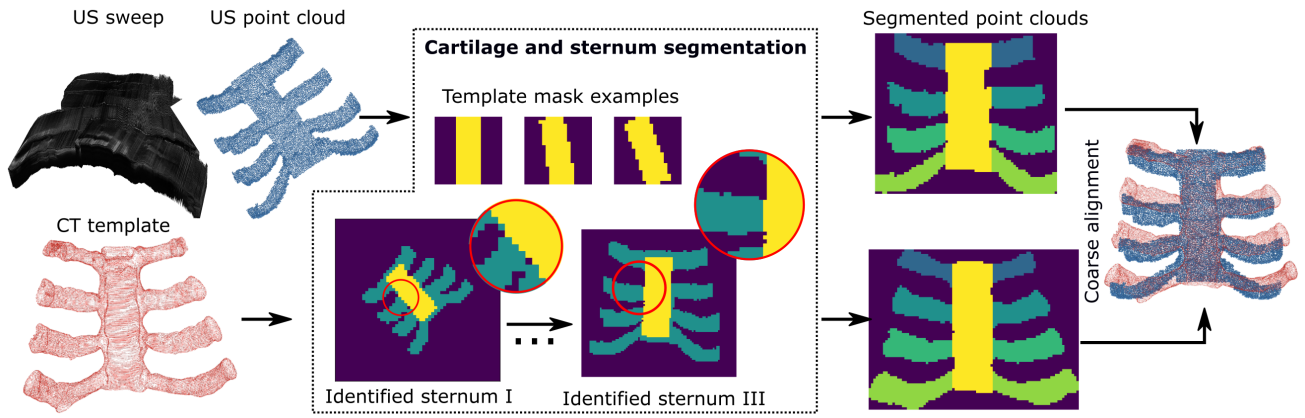 US sweep
US point cloud
Cartilage and sternum segmentation
Template mask examples
Segmented point clouds
CT template
Identified sternum I
...
Identified sternum III
Coarse alignment